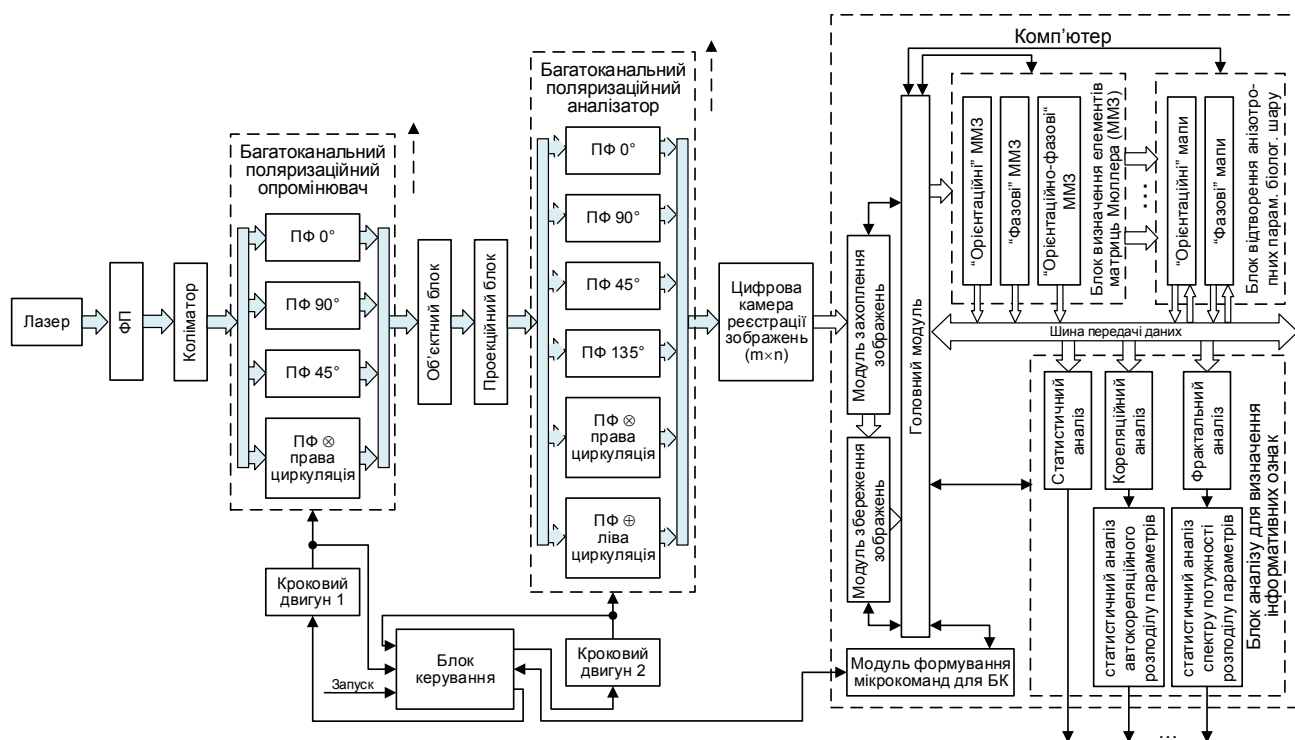 Лазер
ФП
Коліматор
Багатоканальний
поляризаційний
опромінювач
ПФ 0°
ПФ 90°
ПФ 45°
ПФ ⊗
права
циркуляція
Об'єктний блок
Проекційний блок
Багатоканальний
поляризаційний
аналізатор
ПФ 0°
ПФ 90°
ПФ 45°
ПФ 135°
ПФ ⊗
права
циркуляція
ПФ ⊕
ліва
циркуляція
Цифрова
камера
реєстрації
зображень
(m×n)
Кроковий
двигун 1
Запуск
Блок
керування
Кроковий
двигун 2
Комп'ютер
Модуль захоплення
зображень
Модуль збереження
зображень
Головний модуль
Модуль формування
мікрокоманд для БК
"Орієнтаційні" ММЗ
"Фазові" ММЗ
"Орієнтаційно-фазові"
ММЗ
Блок визначення елементів
матриць Мюллера (ММЗ)
...
"Орієнтаційні" мапи
"Фазові" мапи
Блок відтворення анізотро-
пних парам. біолог. шару
Шина передачі даних
Статистичний
аналіз
Кореляційний
аналіз
Фрактальний
аналіз
статистичний аналіз
автокореляційного
розподілу параметрів
статистичний аналіз
спектру потужності
розподілу параметрів
Блок аналізу для визначення
інформативних ознак
...